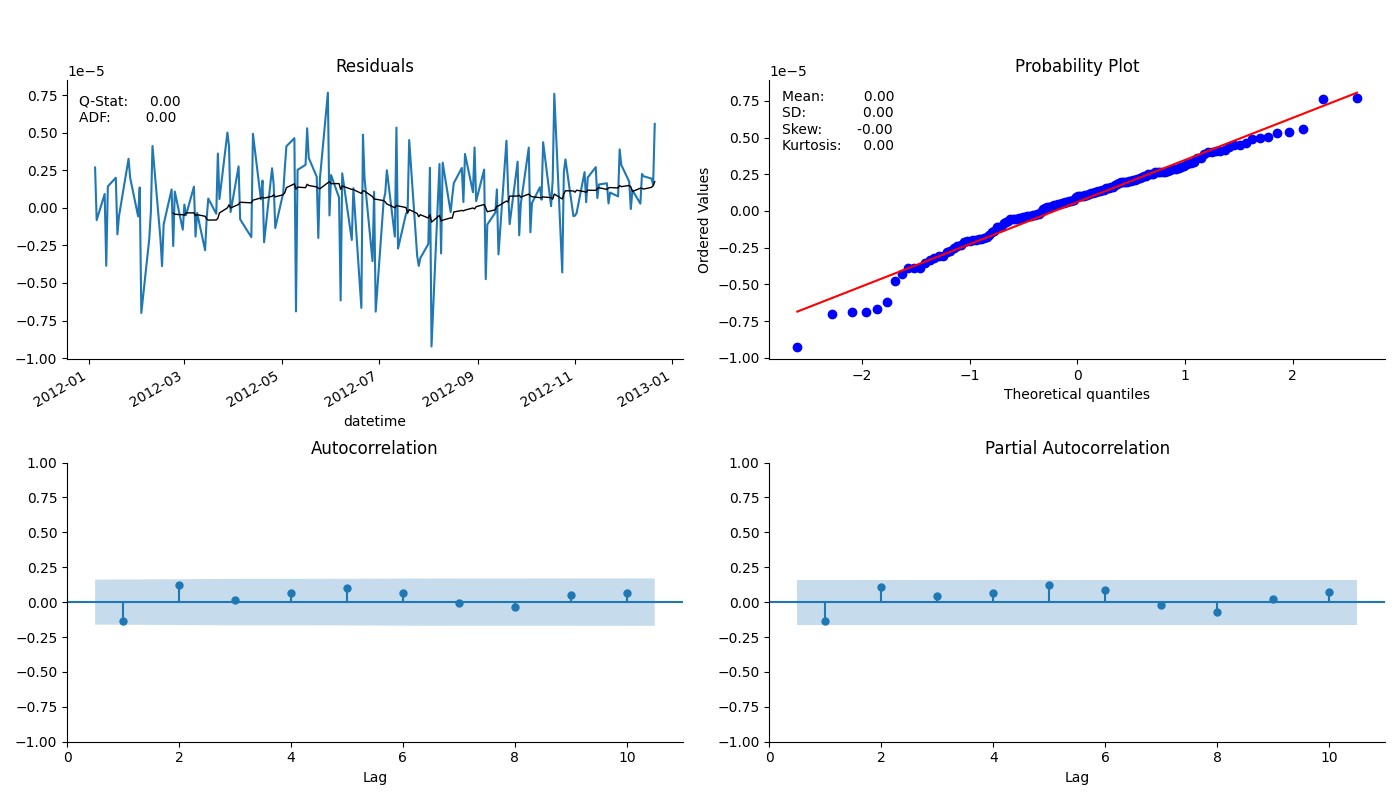 Residuals
1e−5
Q-Stat: 0.00
ADF: 0.00
0.75
0.50
0.25
0.00
−0.25
−0.50
−0.75
−1.00
2012-01
2012-03
2012-05
2012-07
2012-09
2012-11
2013-01
datetime
Probability Plot
1e−5
Mean: 0.00
SD: 0.00
Skew: -0.00
Kurtosis: 0.00
Ordered Values
0.75
0.50
0.25
0.00
−0.25
−0.50
−0.75
−1.00
−2 −1 0 1 2
Theoretical quantiles
Autocorrelation
1.00
0.75
0.50
0.25
0.00
−0.25
−0.50
−0.75
−1.00
0 2 4 6 8 10
Lag
Partial Autocorrelation
1.00
0.75
0.50
0.25
0.00
−0.25
−0.50
−0.75
−1.00
0 2 4 6 8 10
Lag